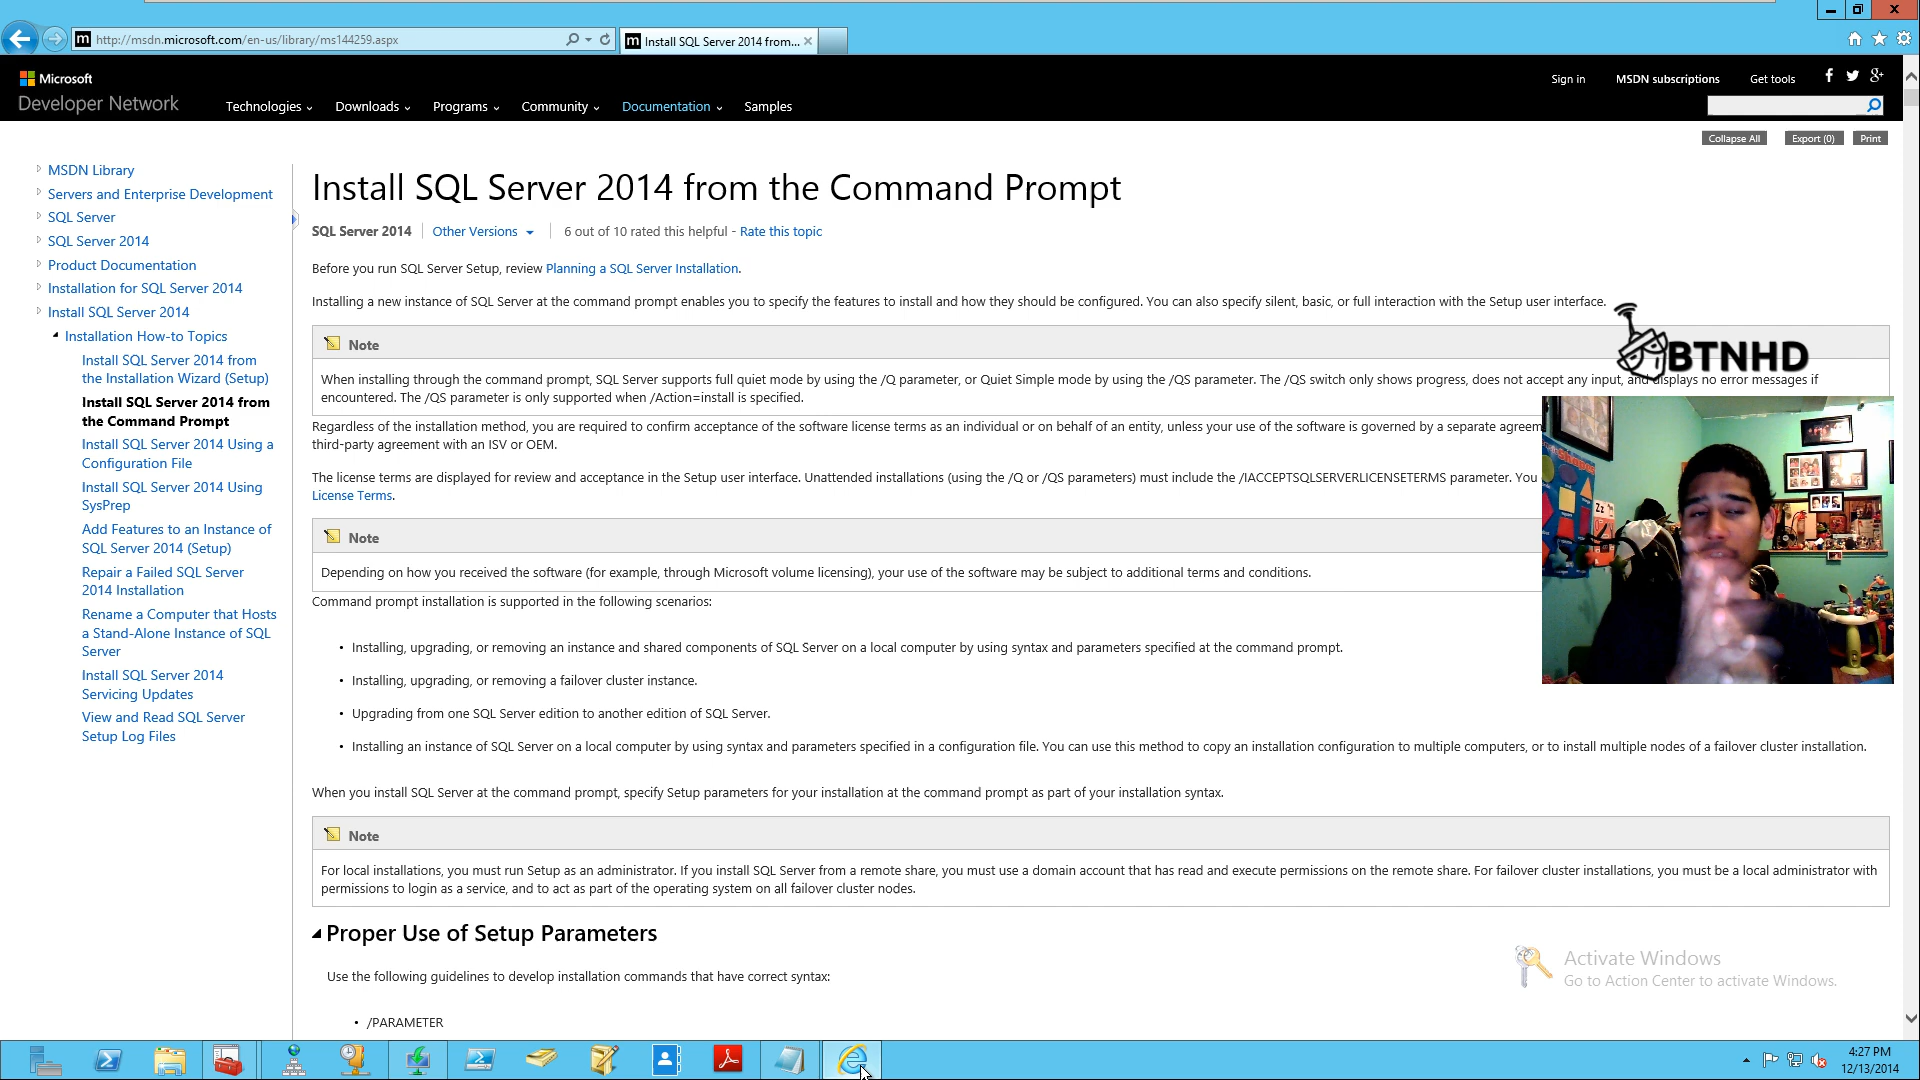 http://msdn.microsoft.com/en-us/library/ms144259.aspx
Install SQL Server 2014 from...
Microsoft
Developer Network
Technologies
Downloads
Programs
Community
Documentation
Samples
Sign in
MSDN subscriptions
Get tools
Collapse All
Export (0)
Print
MSDN Library
Servers and Enterprise Development
SQL Server
SQL Server 2014
Product Documentation
Installation for SQL Server 2014
Install SQL Server 2014
Installation How-to Topics
Install SQL Server 2014 from
the Installation Wizard (Setup)
Install SQL Server 2014 from
the Command Prompt
Install SQL Server 2014 Using a
Configuration File
Install SQL Server 2014 Using
SysPrep
Add Features to an Instance of
SQL Server 2014 (Setup)
Repair a Failed SQL Server
2014 Installation
Rename a Computer that Hosts
a Stand-Alone Instance of SQL
Server
Install SQL Server 2014
Servicing Updates
View and Read SQL Server
Setup Log Files
Install SQL Server 2014 from the Command Prompt
SQL Server 2014
Other Versions
6 out of 10 rated this helpful - Rate this topic
Before you run SQL Server Setup, review Planning a SQL Server Installation.
Installing a new instance of SQL Server at the command prompt enables you to specify the features to install and how they should be configured. You can also specify silent, basic, or full interaction with the Setup user interface.
Note
BTNHD
When installing through the command prompt, SQL Server supports full quiet mode by using the /Q parameter, or Quiet Simple mode by using the /QS parameter. The /QS switch only shows progress, does not accept any input, and displays no error messages if
encountered. The /QS parameter is only supported when /Action=install is specified.
Regardless of the installation method, you are required to confirm acceptance of the software license terms as an individual or on behalf of an entity, unless your use of the software is governed by a separate agreem
third-party agreement with an ISV or OEM.
The license terms are displayed for review and acceptance in the Setup user interface. Unattended installations (using the /Q or /QS parameters) must include the /IACCEPTSQLSERVERLICENSETERMS parameter. You
License Terms.
Note
Depending on how you received the software (for example, through Microsoft volume licensing), your use of the software may be subject to additional terms and conditions.
Command prompt installation is supported in the following scenarios:
• Installing, upgrading, or removing an instance and shared components of SQL Server on a local computer by using syntax and parameters specified at the command prompt.
• Installing, upgrading, or removing a failover cluster instance.
• Upgrading from one SQL Server edition to another edition of SQL Server.
• Installing an instance of SQL Server on a local computer by using syntax and parameters specified in a configuration file. You can use this method to copy an installation configuration to multiple computers, or to install multiple nodes of a failover cluster installation.
When you install SQL Server at the command prompt, specify Setup parameters for your installation at the command prompt as part of your installation syntax.
Note
For local installations, you must run Setup as an administrator. If you install SQL Server from a remote share, you must use a domain account that has read and execute permissions on the remote share. For failover cluster installations, you must be a local administrator with
permissions to login as a service, and to act as part of the operating system on all failover cluster nodes.
Proper Use of Setup Parameters
Use the following guidelines to develop installation commands that have correct syntax:
• /PARAMETER
Activate Windows
Go to Action Center to activate Windows.
4:27 PM
12/13/2014